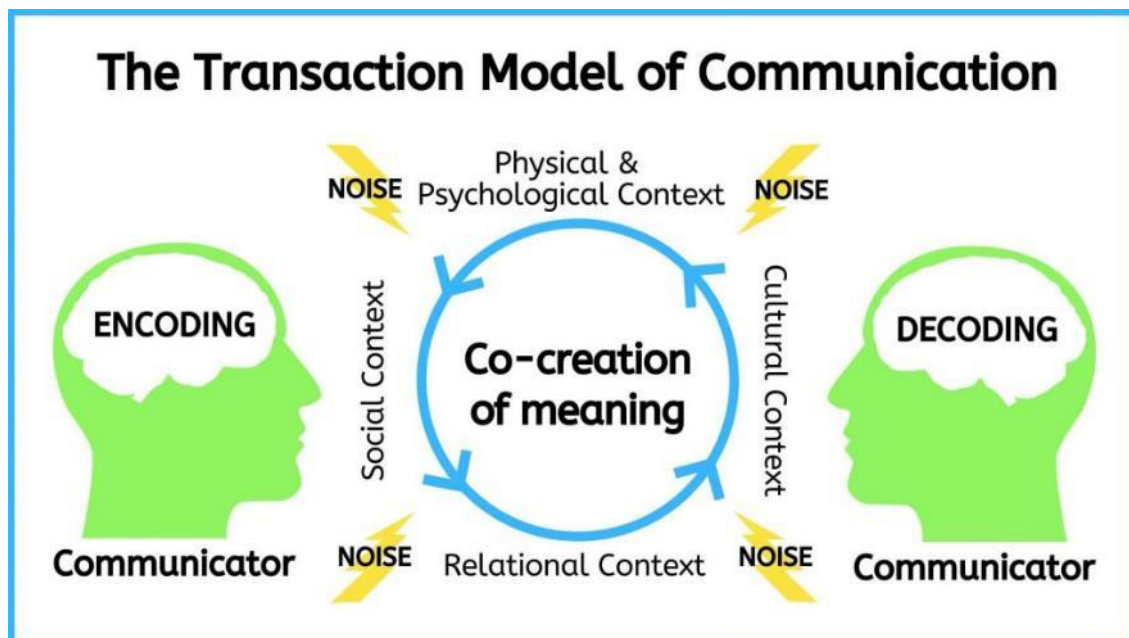 The Transaction Model of Communication
NOISE
Physical &
Psychological Context
NOISE
ENCODING
Social Context
Co-creation
of meaning
Cultural Context
DECODING
Communicator
NOISE
Relational Context
NOISE
Communicator